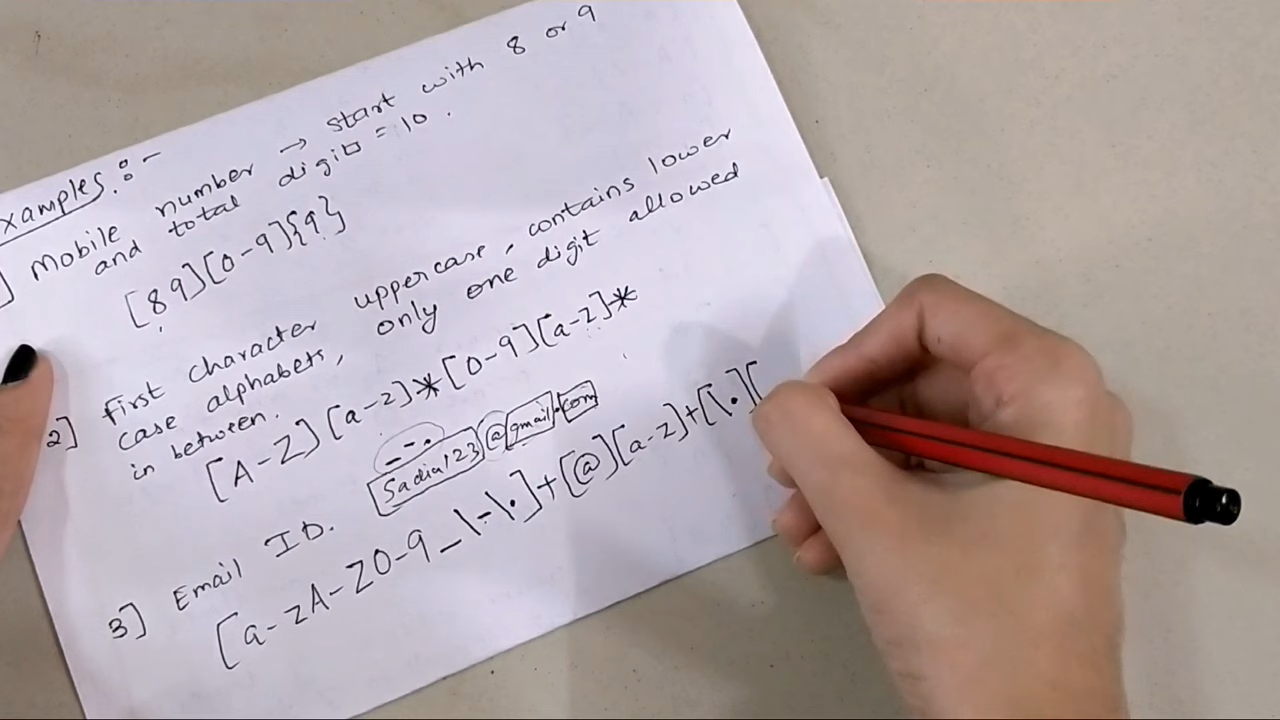 xamples :-
] Mobile number → start with 8 or 9
and total digits = 10.
[89][0-9]{9}
2] first character uppercase, contains lower
case alphabets, only one digit allowed
in between.
[A-Z][a-z]*[0-9][a-z]*
3] Email ID. Sadia123@gmail.com
[a-zA-Z0-9_\-\.]+[@][a-z]+[\.][